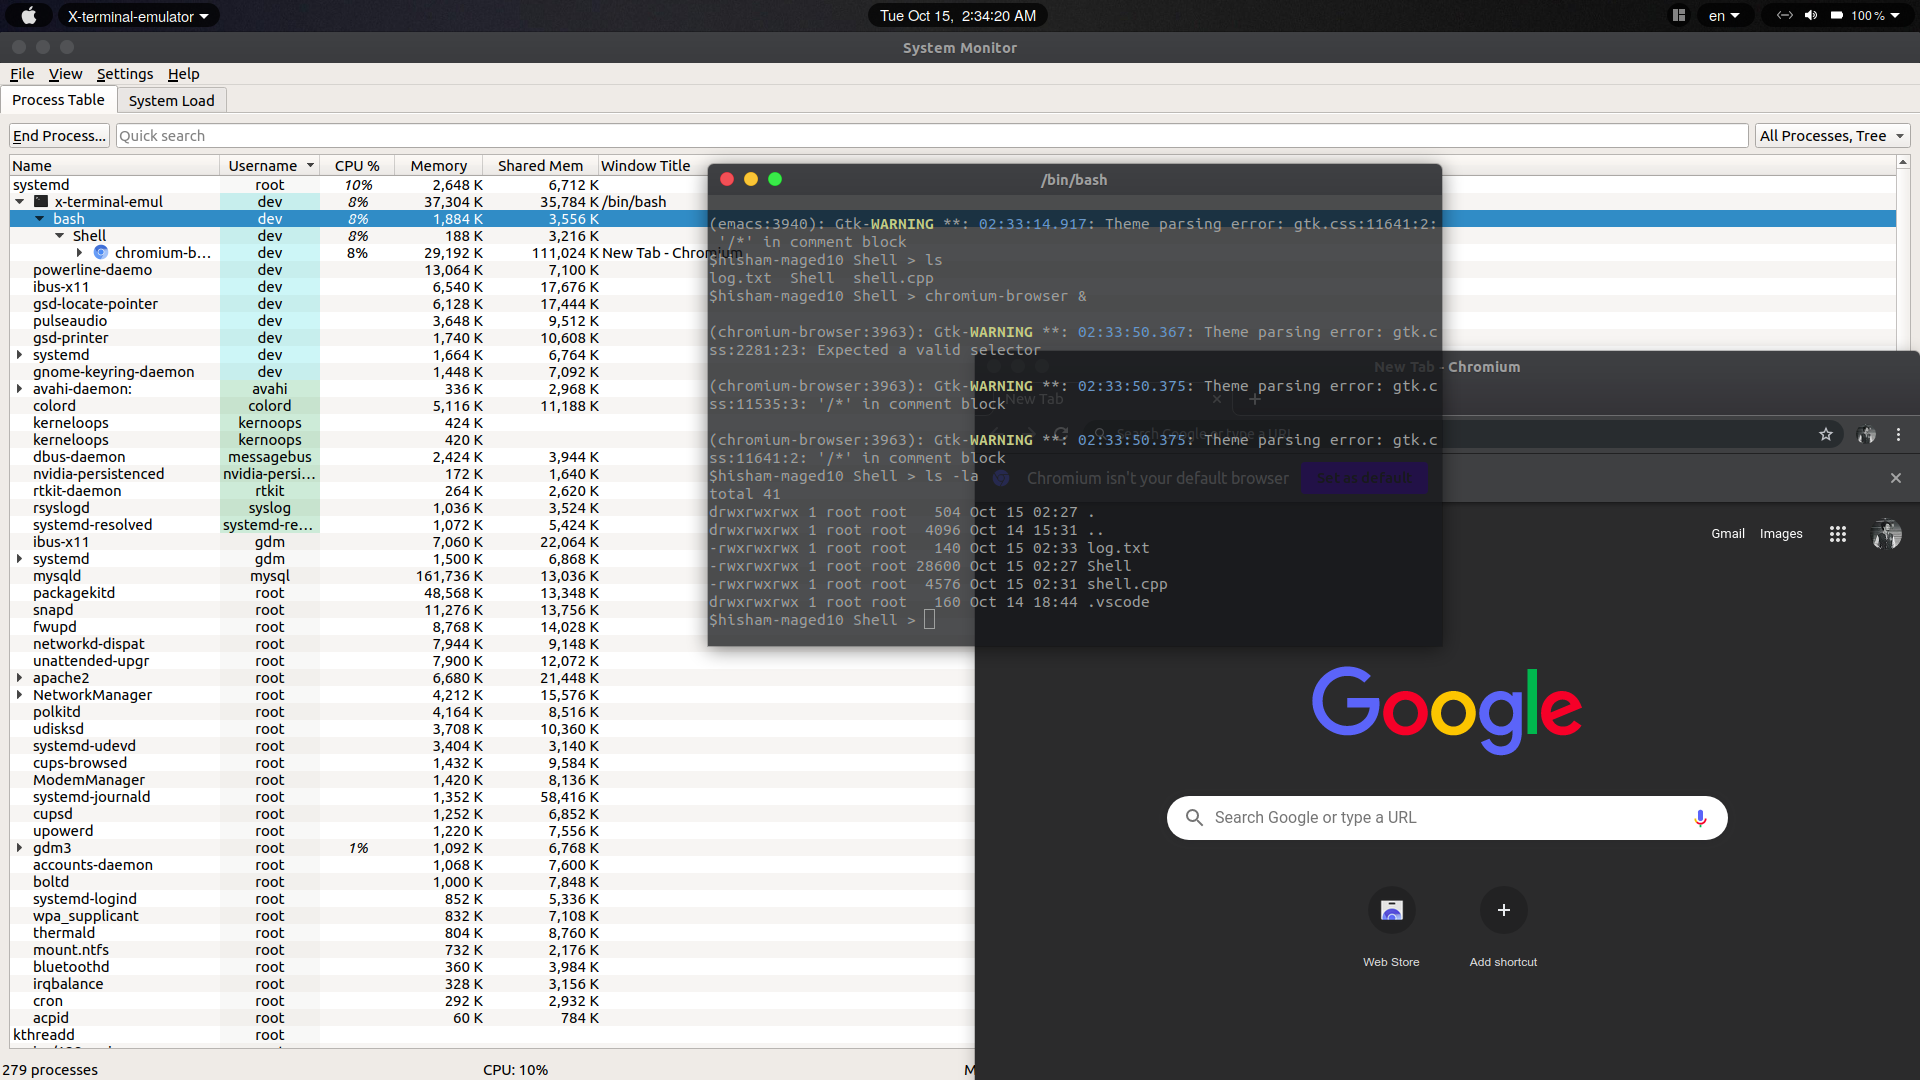 X-terminal-emulator
Tue Oct 15, 2:34:20 AM
en
100 %
System Monitor
File View Settings Help
Process Table System Load
End Process... Quick search All Processes, Tree
Name Username CPU % Memory Shared Mem Window Title
systemd root 10% 2,648 K 6,712 K
x-terminal-emul dev 8% 37,304 K 35,784 K /bin/bash
bash dev 8% 1,884 K 3,556 K
Shell dev 8% 188 K 3,216 K
chromium-b... dev 8% 29,192 K 111,024 K New Tab - Chromium
powerline-daemo dev 13,064 K 7,100 K
ibus-x11 dev 6,540 K 17,676 K
gsd-locate-pointer dev 6,128 K 17,444 K
pulseaudio dev 3,648 K 9,512 K
gsd-printer dev 1,740 K 10,608 K
systemd dev 1,664 K 6,764 K
gnome-keyring-daemon dev 1,448 K 7,092 K
avahi-daemon: avahi 336 K 2,968 K
colord colord 5,116 K 11,188 K
kerneloops kernoops 424 K
kerneloops kernoops 420 K
dbus-daemon messagebus 2,424 K 3,944 K
nvidia-persistenced nvidia-persi... 172 K 1,640 K
rtkit-daemon rtkit 264 K 2,620 K
rsyslogd syslog 1,036 K 3,524 K
systemd-resolved systemd-re... 1,072 K 5,424 K
ibus-x11 gdm 7,060 K 22,064 K
systemd gdm 1,500 K 6,868 K
mysqld mysql 161,736 K 13,036 K
packagekitd root 48,568 K 13,348 K
snapd root 11,276 K 13,756 K
fwupd root 8,768 K 14,028 K
networkd-dispat root 7,944 K 9,148 K
unattended-upgr root 7,900 K 12,072 K
apache2 root 6,680 K 21,448 K
NetworkManager root 4,212 K 15,576 K
polkitd root 4,164 K 8,516 K
udisksd root 3,708 K 10,360 K
systemd-udevd root 3,404 K 3,140 K
cups-browsed root 1,432 K 9,584 K
ModemManager root 1,420 K 8,136 K
systemd-journald root 1,352 K 58,416 K
cupsd root 1,252 K 6,852 K
upowerd root 1,220 K 7,556 K
gdm3 root 1% 1,092 K 6,768 K
accounts-daemon root 1,068 K 7,600 K
boltd root 1,000 K 7,848 K
systemd-logind root 852 K 5,336 K
wpa_supplicant root 832 K 7,108 K
thermald root 804 K 8,760 K
mount.ntfs root 732 K 2,176 K
bluetoothd root 360 K 3,984 K
irqbalance root 328 K 3,156 K
cron root 292 K 2,932 K
acpid root 60 K 784 K
kthreadd root
279 processes CPU: 10% M
/bin/bash
(emacs:3940): Gtk-WARNING **: 02:33:14.917: Theme parsing error: gtk.css:11641:2:
'/*' in comment block
$hisham-maged10 Shell > ls
log.txt Shell shell.cpp
$hisham-maged10 Shell > chromium-browser &
(chromium-browser:3963): Gtk-WARNING **: 02:33:50.367: Theme parsing error: gtk.c
ss:2281:23: Expected a valid selector
(chromium-browser:3963): Gtk-WARNING **: 02:33:50.375: Theme parsing error: gtk.c
ss:11535:3: '/*' in comment block
(chromium-browser:3963): Gtk-WARNING **: 02:33:50.375: Theme parsing error: gtk.c
ss:11641:2: '/*' in comment block
$hisham-maged10 Shell > ls -la
total 41
drwxrwxrwx 1 root root 504 Oct 15 02:27 .
drwxrwxrwx 1 root root 4096 Oct 14 15:31 ..
-rwxrwxrwx 1 root root 140 Oct 15 02:33 log.txt
-rwxrwxrwx 1 root root 28600 Oct 15 02:27 Shell
-rwxrwxrwx 1 root root 4576 Oct 15 02:31 shell.cpp
drwxrwxrwx 1 root root 160 Oct 14 18:44 .vscode
$hisham-maged10 Shell >
New Tab - Chromium
New Tab
Search Google or type a URL
Chromium isn't your default browser
Gmail Images
Google
Search Google or type a URL
Web Store Add shortcut